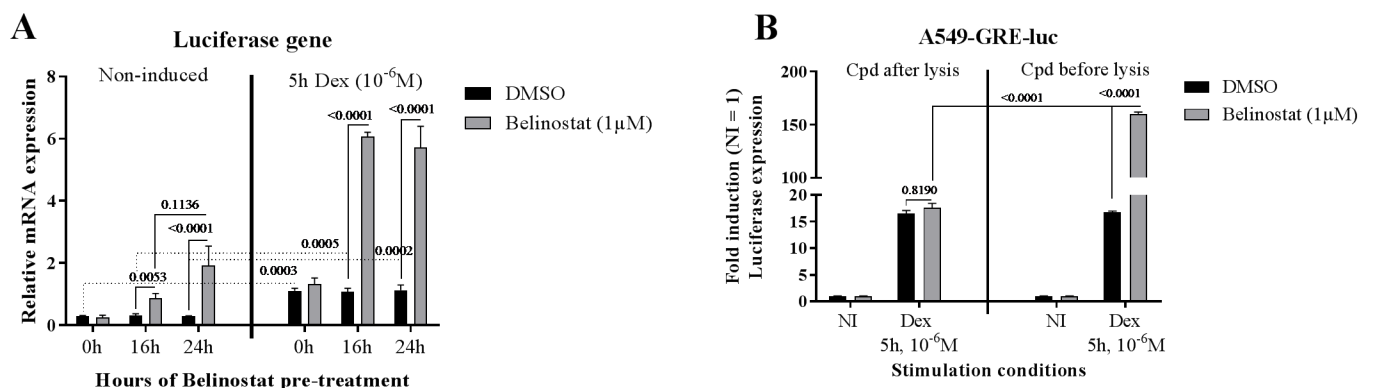 A
Luciferase gene
Non-induced
5h Dex (10⁻⁶M)
DMSO
Belinostat (1µM)
Relative mRNA expression
8
6
4
2
0
<0.0001
<0.0001
0.1136
<0.0001
0.0053
0.0005
0.0002
0.0003
0h 16h 24h 0h 16h 24h
Hours of Belinostat pre-treatment
B
A549-GRE-luc
Cpd after lysis
Cpd before lysis
DMSO
Belinostat (1µM)
Fold induction (NI = 1)
Luciferase expression
200
150
100
20
15
10
5
0
<0.0001
<0.0001
0.8190
NI Dex NI Dex
5h, 10⁻⁶M 5h, 10⁻⁶M
Stimulation conditions